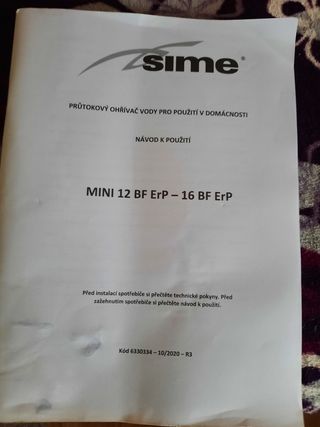 sime®
PRŮTOKOVÝ OHŘÍVAČ VODY PRO POUŽITÍ V DOMÁCNOSTI
NÁVOD K POUŽITÍ
MINI 12 BF ErP – 16 BF ErP
Před instalací spotřebiče si přečtěte technické pokyny. Před
zažehnutím spotřebiče si přečtěte návod k použití.
Kód 6330334 – 10/2020 – R3